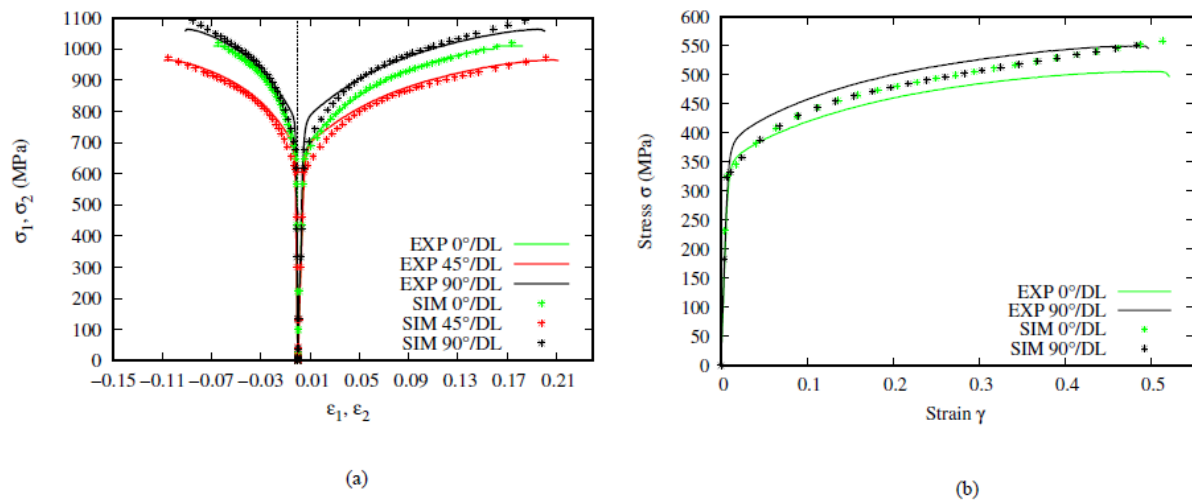 1100
1000
900
800
700
600
500
400
300
200
100
0
σ1, σ2 (MPa)
EXP 0°/DL
EXP 45°/DL
EXP 90°/DL
SIM 0°/DL
SIM 45°/DL
SIM 90°/DL
−0.15 −0.11 −0.07 −0.03 0.01 0.05 0.09 0.13 0.17 0.21
ε1, ε2
(a)
600
550
500
450
400
350
300
250
200
150
100
50
0
Stress σ (MPa)
EXP 0°/DL
EXP 90°/DL
SIM 0°/DL
SIM 90°/DL
0 0.1 0.2 0.3 0.4 0.5
Strain γ
(b)